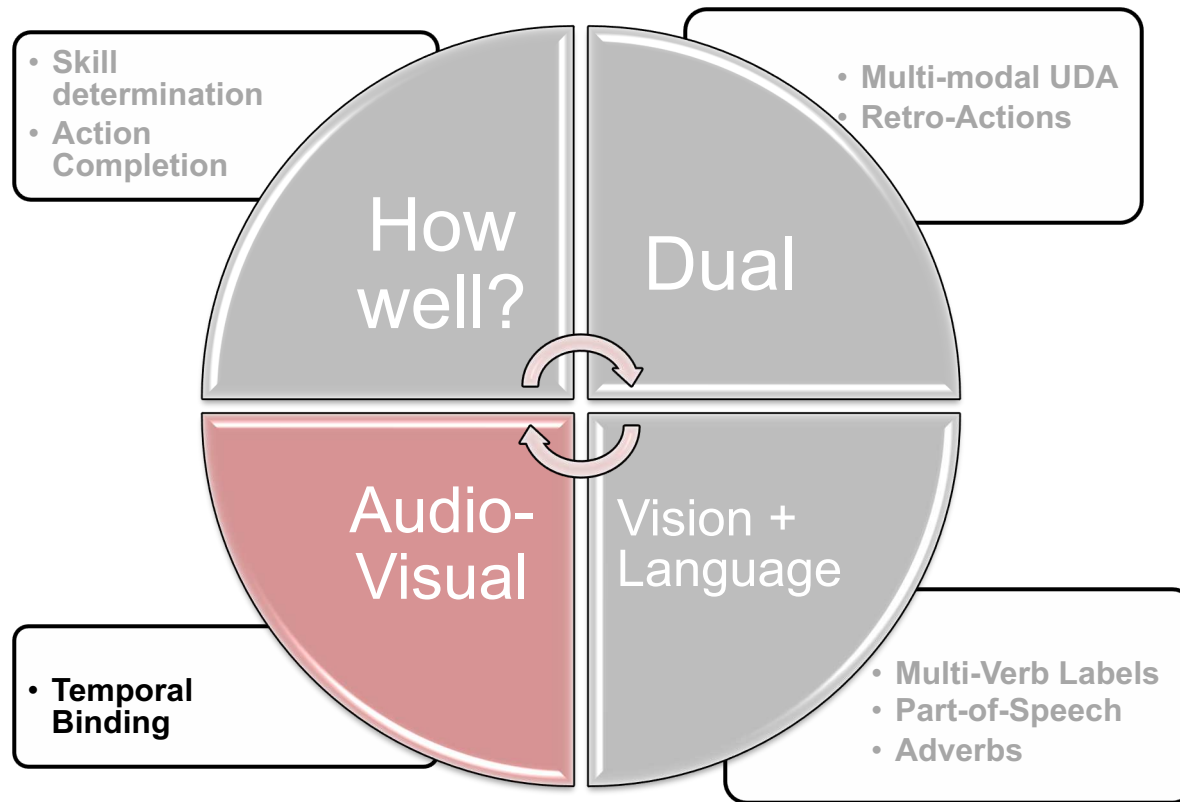 • Skill
determination
• Action
Completion
• Multi-modal UDA
• Retro-Actions
How
well?
Dual
Audio-
Visual
Vision +
Language
• Temporal
Binding
• Multi-Verb Labels
• Part-of-Speech
• Adverbs